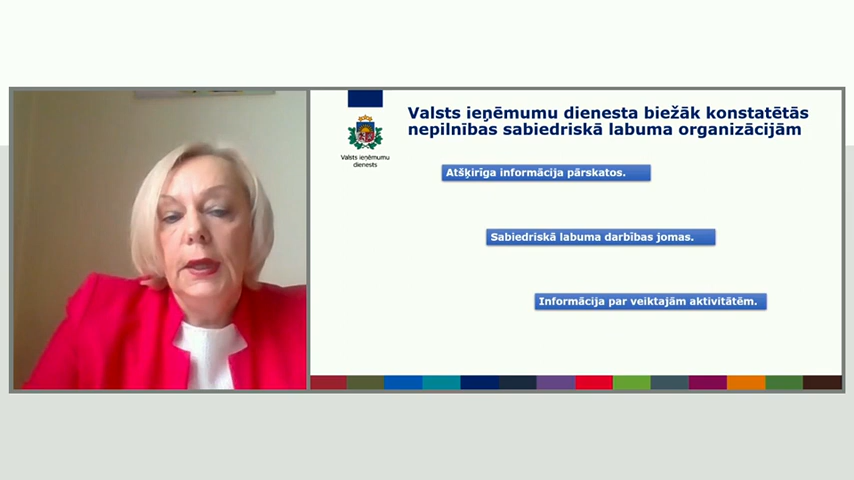 Valsts ieņēmumu dienesta biežāk konstatētās
nepilnības sabiedriskā labuma organizācijām
Valsts ieņēmumu
dienests
Atšķirīga informācija pārskatos.
Sabiedriskā labuma darbības jomas.
Informācija par veiktajām aktivitātēm.